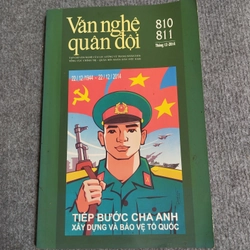 Văn nghệ
quân đội
810
811
Tháng 12-2014
22/12/1944 - 22/12/2014
TIẾP BƯỚC CHA ANH
XÂY DỰNG VÀ BẢO VỆ TỔ QUỐC